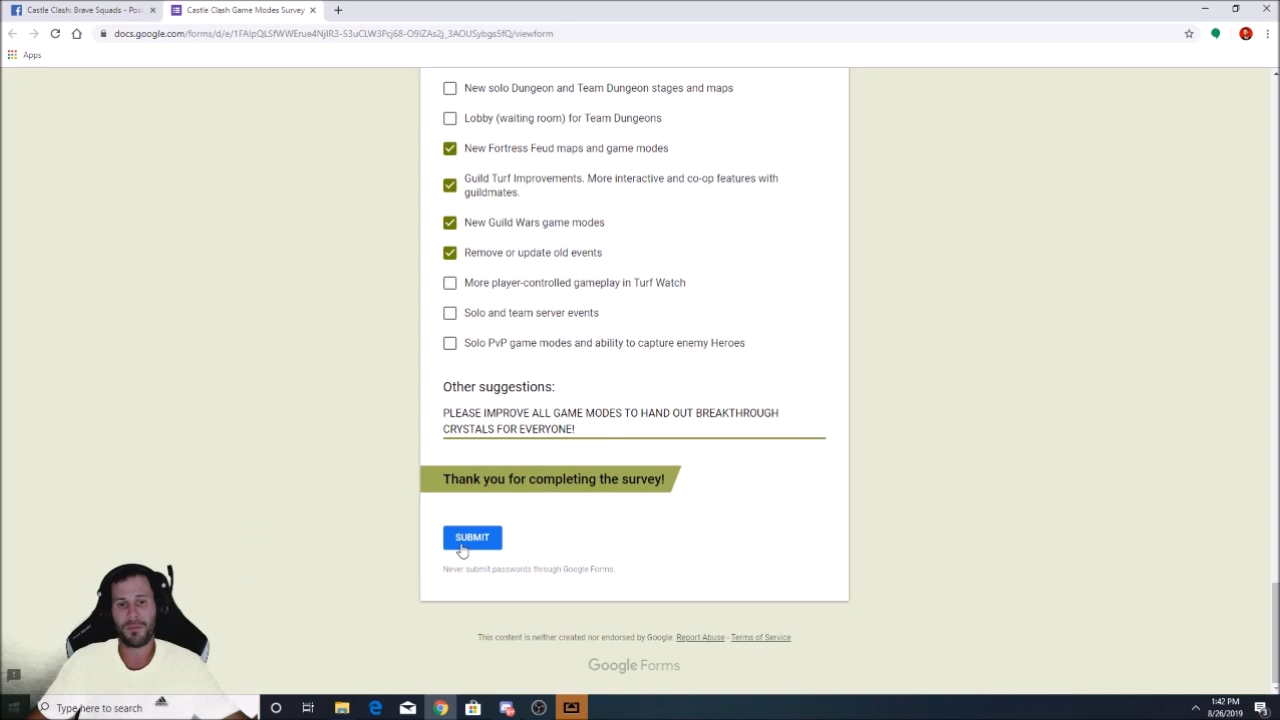 Castle Clash: Brave Squads - Pos
Castle Clash Game Modes Survey
docs.google.com/forms/d/e/
/viewform
Apps
New solo Dungeon and Team Dungeon stages and maps
Lobby (waiting room) for Team Dungeons
New Fortress Feud maps and game modes
Guild Turf Improvements. More interactive and co-op features with
guildmates.
New Guild Wars game modes
Remove or update old events
More player-controlled gameplay in Turf Watch
Solo and team server events
Solo PvP game modes and ability to capture enemy Heroes
Other suggestions:
PLEASE IMPROVE ALL GAME MODES TO HAND OUT BREAKTHROUGH
CRYSTALS FOR EVERYONE!
Thank you for completing the survey!
SUBMIT
Never submit passwords through Google Forms.
This content is neither created nor endorsed by Google. Report Abuse - Terms of Service
Google Forms
Type here to search
1:42 PM
8/26/2019